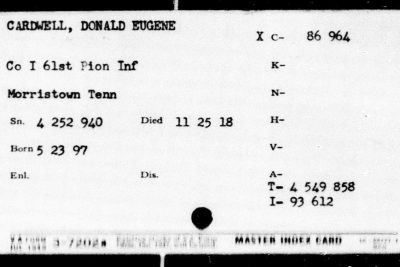 CARDWELL, DONALD EUGENE
X C- 86 964
Co I 61st Pion Inf
K-
Morristown Tenn
N-
Sn. 4 252 940 Died 11 25 18
H-
Born 5 23 97
V-
Enl. Dis.
A-
T- 4 549 858
I- 93 612
MASTER INDEX CARD